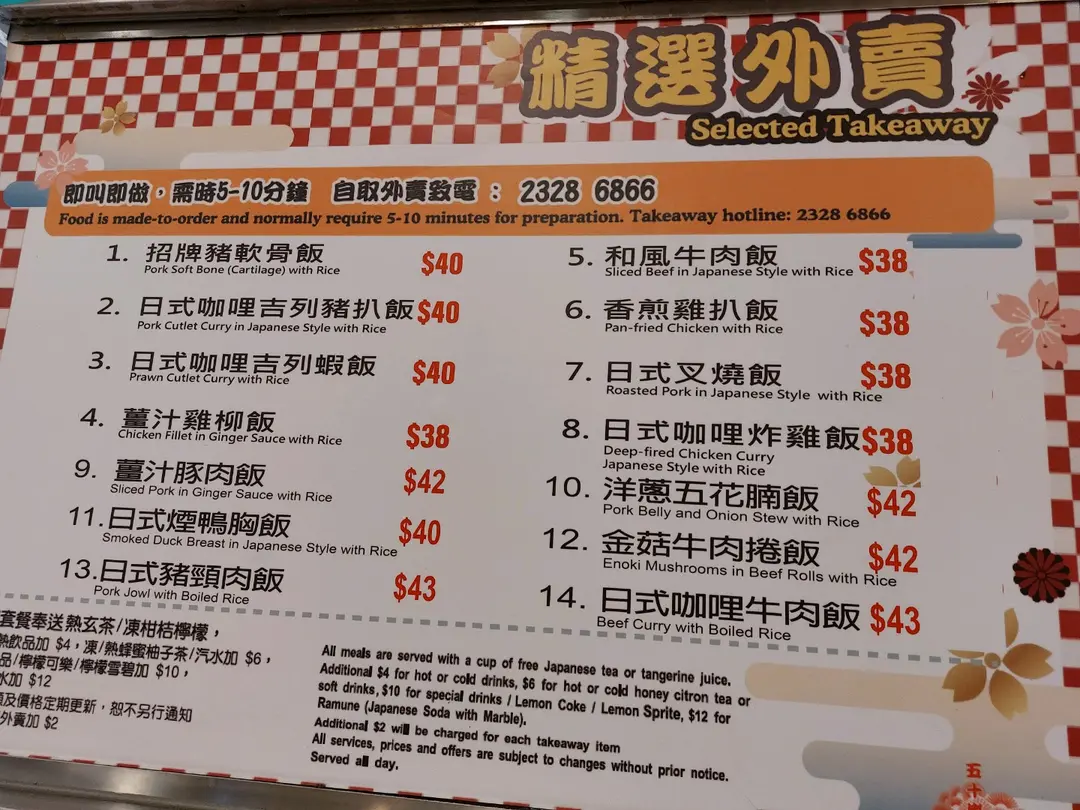 精選外賣
Selected Takeaway
即叫即做，需時5-10分鐘 自取外賣致電： 2328 6866
Food is made-to-order and normally require 5-10 minutes for preparation. Takeaway hotline: 2328 6866
1. 招牌豬軟骨飯 $40
Pork Soft Bone (Cartilage) with Rice
2. 日式咖哩吉列豬扒飯 $40
Pork Cutlet Curry in Japanese Style with Rice
3. 日式咖哩吉列蝦飯 $40
Prawn Cutlet Curry with Rice
4. 薑汁雞柳飯 $38
Chicken Fillet in Ginger Sauce with Rice
9. 薑汁豚肉飯 $42
Sliced Pork in Ginger Sauce with Rice
11. 日式煙鴨胸飯 $40
Smoked Duck Breast in Japanese Style with Rice
13. 日式豬頸肉飯 $43
Pork Jowl with Boiled Rice
5. 和風牛肉飯 $38
Sliced Beef in Japanese Style with Rice
6. 香煎雞扒飯 $38
Pan-fried Chicken with Rice
7. 日式叉燒飯 $38
Roasted Pork in Japanese Style with Rice
8. 日式咖哩炸雞飯 $38
Deep-fired Chicken Curry
Japanese Style with Rice
10. 洋蔥五花腩飯 $42
Pork Belly and Onion Stew with Rice
12. 金菇牛肉捲飯 $42
Enoki Mushrooms in Beef Rolls with Rice
14. 日式咖哩牛肉飯 $43
Beef Curry with Boiled Rice
套餐奉送熱玄茶/凍柑桔檸檬，
熱飲品加 $4，凍/熱蜂蜜柚子茶/汽水加 $6，
品/檸檬可樂/檸檬雪碧加 $10，
水加 $12
及價格定期更新，恕不另行通知
外賣加 $2
All meals are served with a cup of free Japanese tea or tangerine juice.
Additional $4 for hot or cold drinks, $6 for hot or cold honey citron tea or
soft drinks, $10 for special drinks / Lemon Coke / Lemon Sprite, $12 for
Ramune (Japanese Soda with Marble).
Additional $2 will be charged for each takeaway item
All services, prices and offers are subject to changes without prior notice.
Served all day.
五十